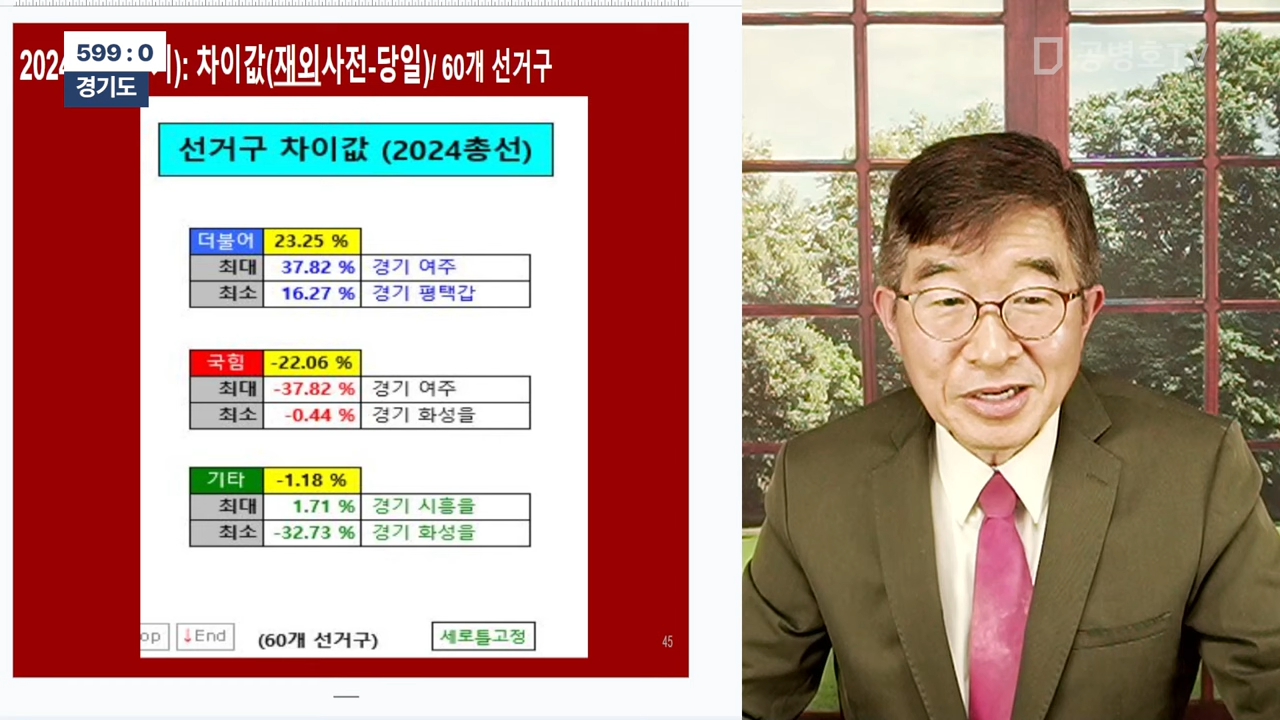 599 : 0
경기도
2024 기): 차이값(재외사전-당일)/ 60개 선거구
선거구 차이값 (2024총선)
더불어 23.25 %
최대 37.82 % 경기 여주
최소 16.27 % 경기 평택갑
국힘 -22.06 %
최대 -37.82 % 경기 여주
최소 -0.44 % 경기 화성을
기타 -1.18 %
최대 1.71 % 경기 시흥을
최소 -32.73 % 경기 화성을
op ↓End (60개 선거구) 세로틀고정
45
공병호TV